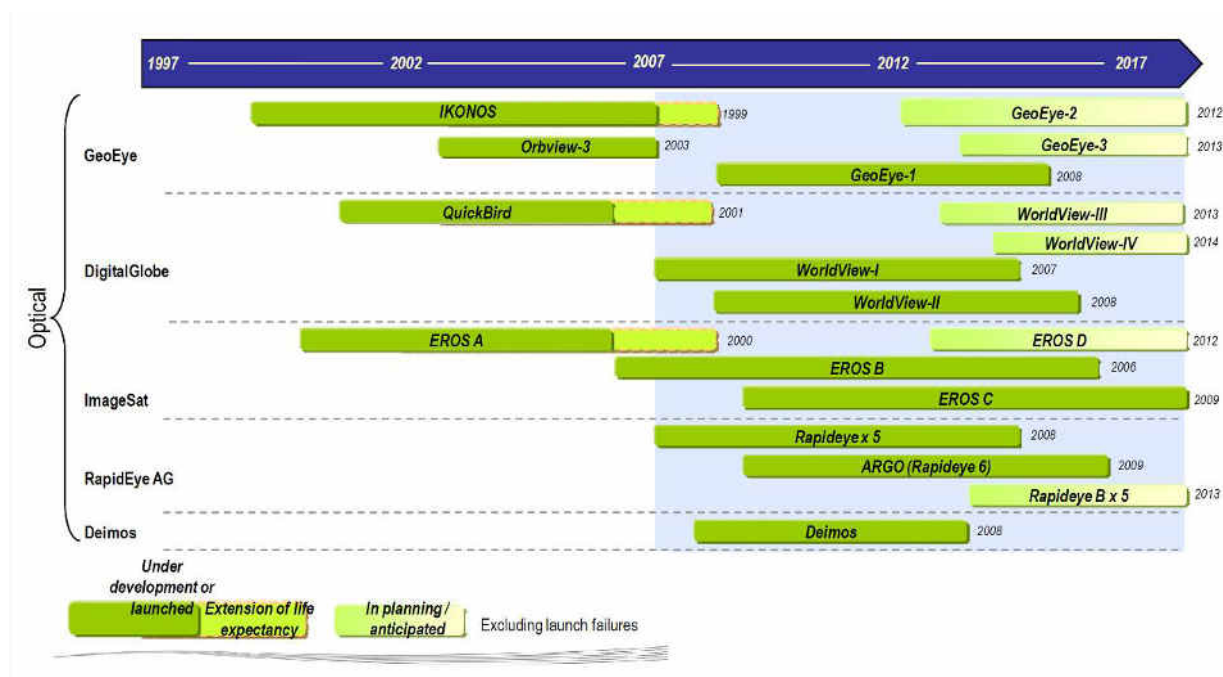 1997 2002 2007 2012 2017
Optical
GeoEye
IKONOS 1999 GeoEye-2 2012
Orbview-3 2003 GeoEye-3 2013
GeoEye-1 2008
DigitalGlobe
QuickBird 2001 WorldView-III 2013
WorldView-IV 2014
WorldView-I 2007
WorldView-II 2008
ImageSat
EROS A 2000 EROS D 2012
EROS B 2006
EROS C 2009
RapidEye AG
Rapideye x 5 2008
ARGO (Rapideye 6) 2009
Rapideye B x 5 2013
Deimos
Deimos 2008
Under
development or
launched
Extension of life
expectancy
In planning /
anticipated
Excluding launch failures